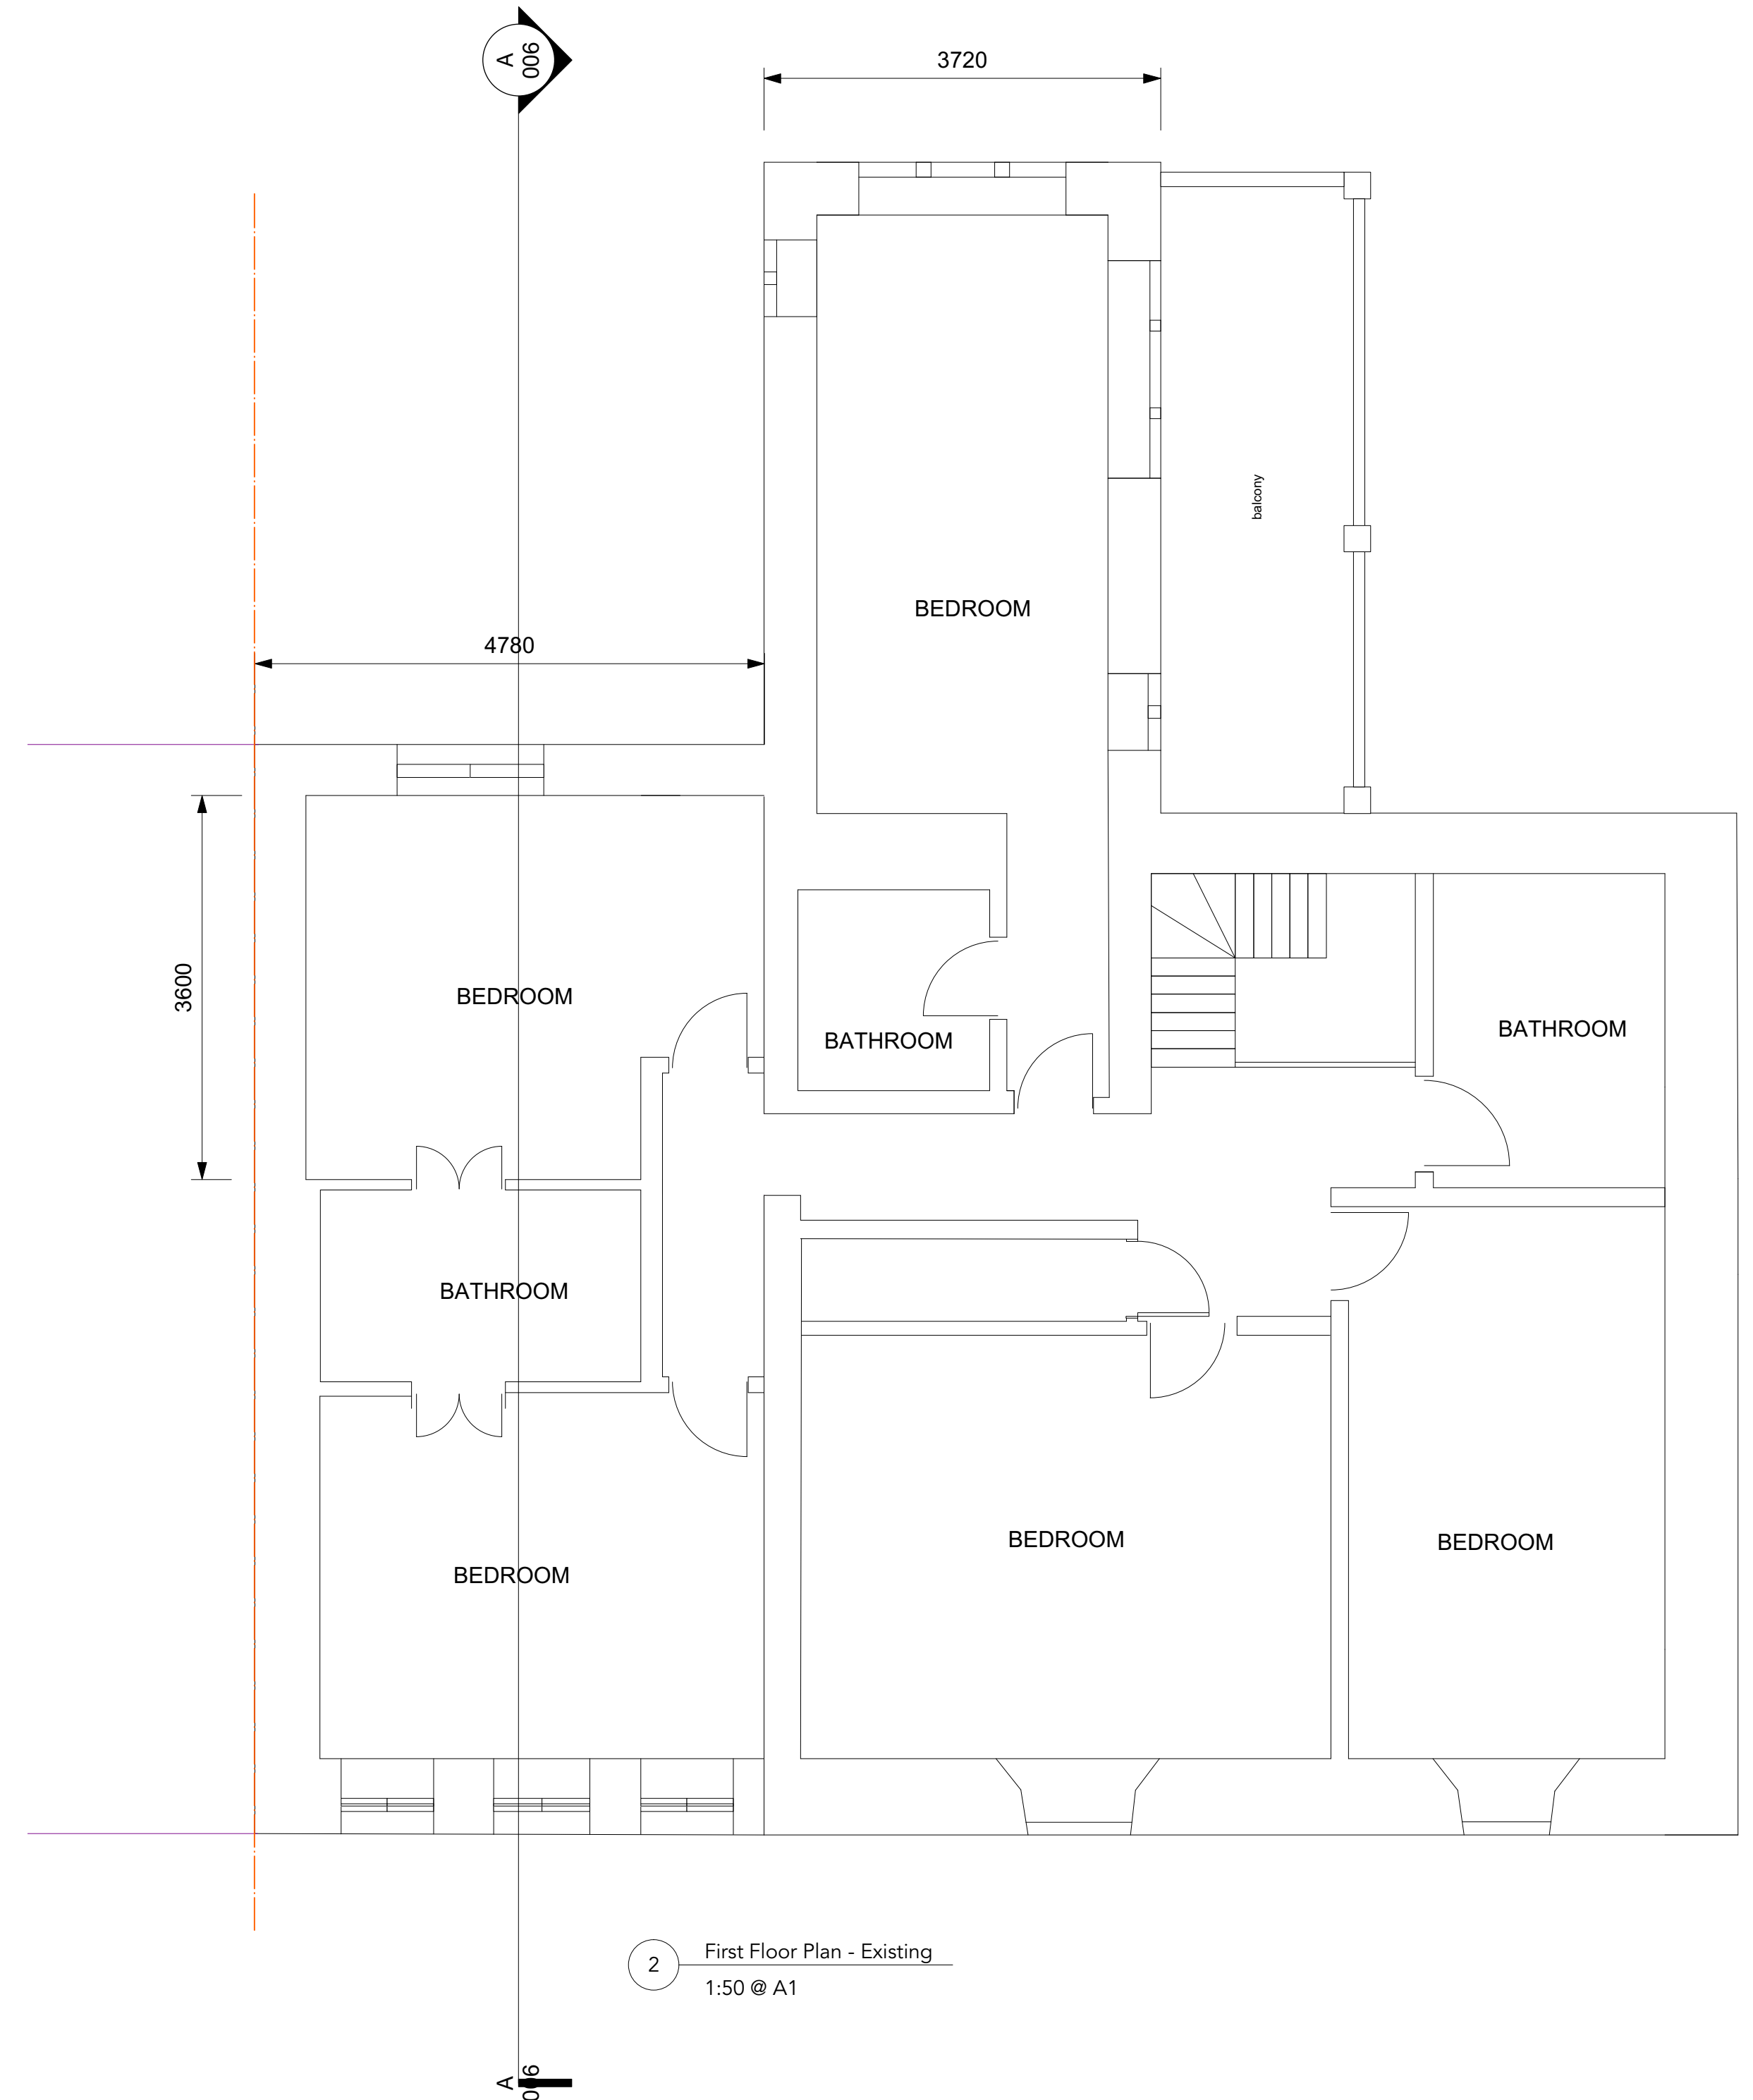 A
006
3720
balcony
BEDROOM
4780
BEDROOM
3600
BATHROOM
BATHROOM
BATHROOM
BEDROOM
BEDROOM
BEDROOM
2
First Floor Plan - Existing
1:50 @ A1
A
006